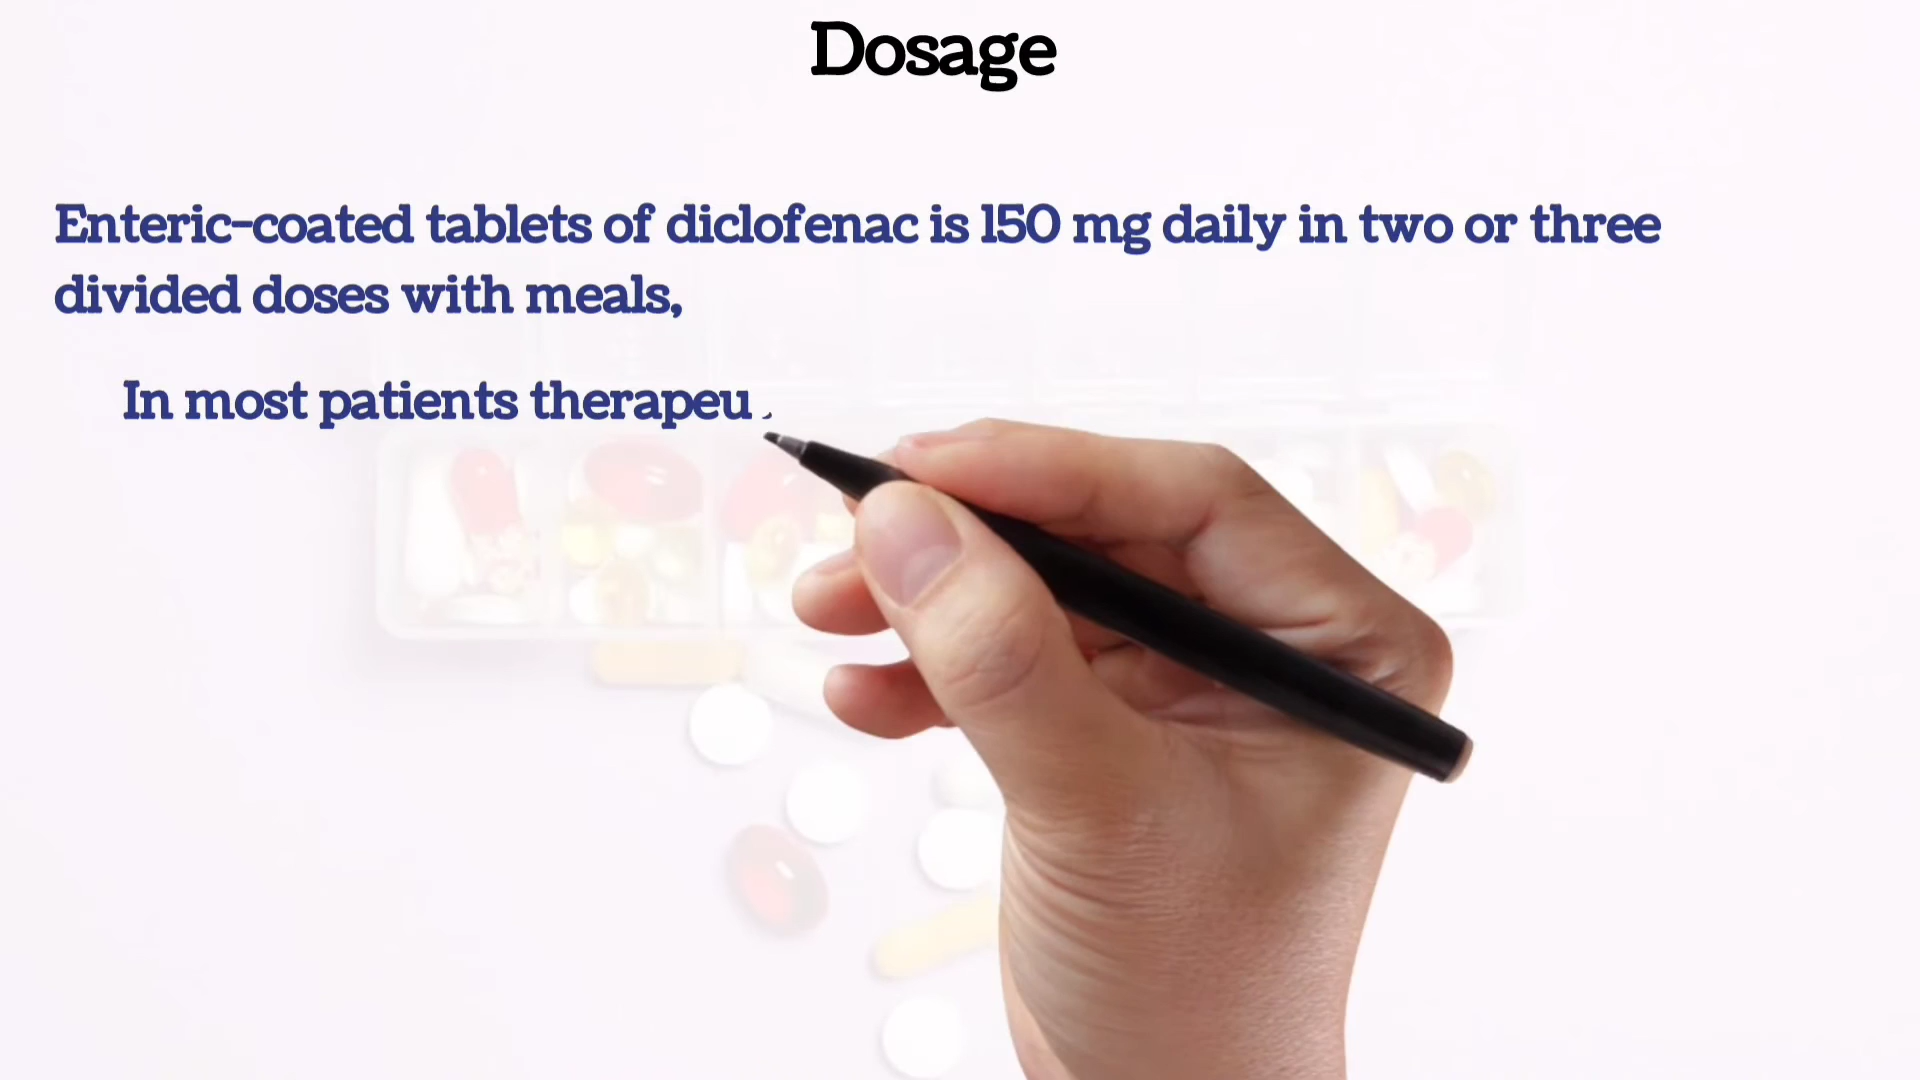 Dosage
Enteric-coated tablets of diclofenac is 150 mg daily in two or three
divided doses with meals,
In most patients therapeu